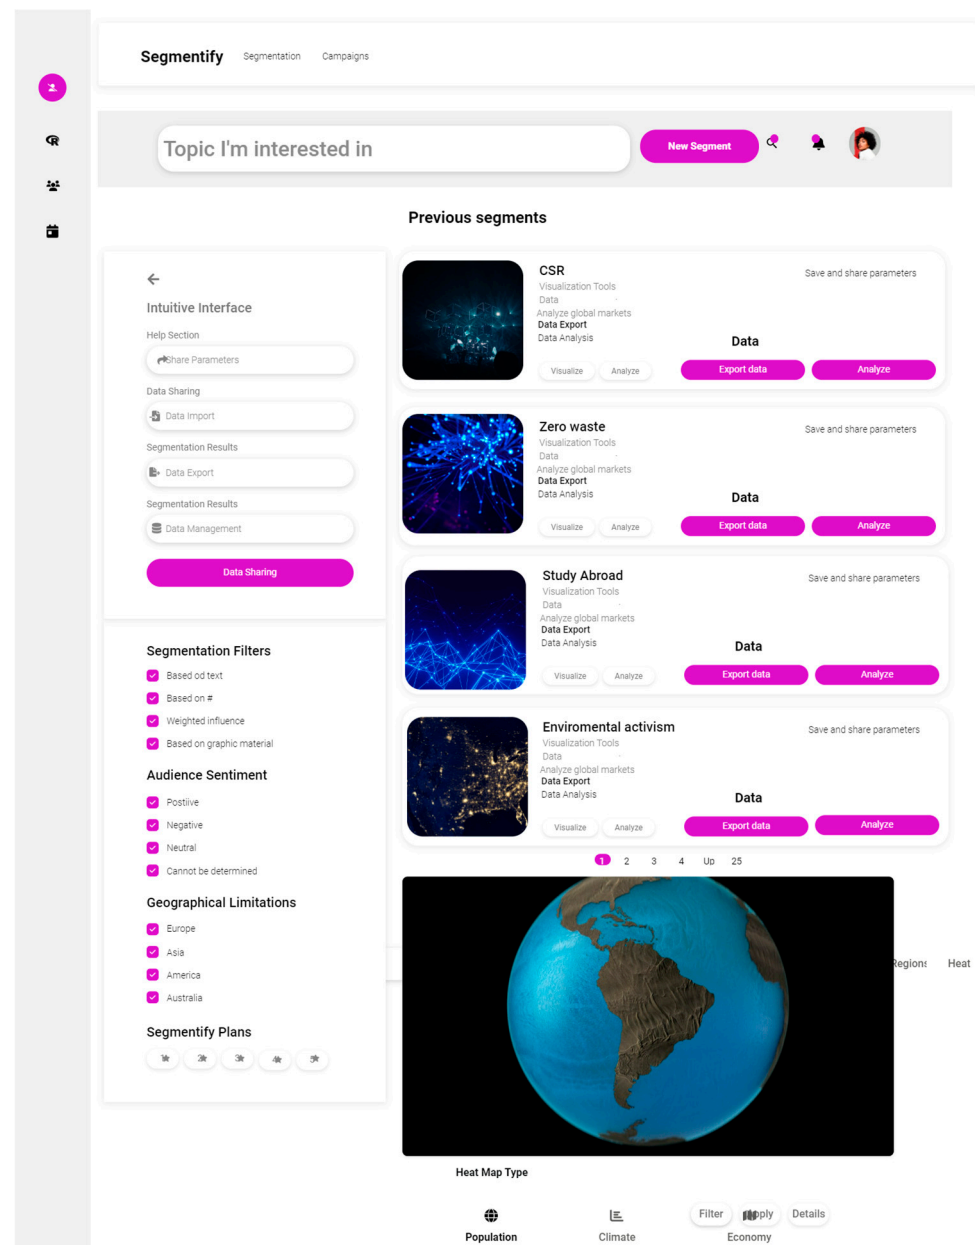 Segmentify Segmentation Campaigns
Topic I'm interested in
New Segment
Previous segments
Intuitive Interface
Help Section
Share Parameters
Data Sharing
Data Import
Segmentation Results
Data Export
Segmentation Results
Data Management
Data Sharing
Segmentation Filters
Based od text
Based on #
Weighted influence
Based on graphic material
Audience Sentiment
Postiive
Negative
Neutral
Cannot be determined
Geographical Limitations
Europe
Asia
America
Australia
Segmentify Plans
1 2 3 4 5
CSR
Save and share parameters
Visualization Tools
Data
Analyze global markets
Data Export
Data Analysis
Data
Visualize Analyze Export data Analyze
Zero waste
Save and share parameters
Visualization Tools
Data
Analyze global markets
Data Export
Data Analysis
Data
Visualize Analyze Export data Analyze
Study Abroad
Save and share parameters
Visualization Tools
Data
Analyze global markets
Data Export
Data Analysis
Data
Visualize Analyze Export data Analyze
Enviromental activism
Save and share parameters
Visualization Tools
Data
Analyze global markets
Data Export
Data Analysis
Data
Visualize Analyze Export data Analyze
1 2 3 4 Up 25
Regions Heat
Heat Map Type
Filter Details
Population Climate Economy